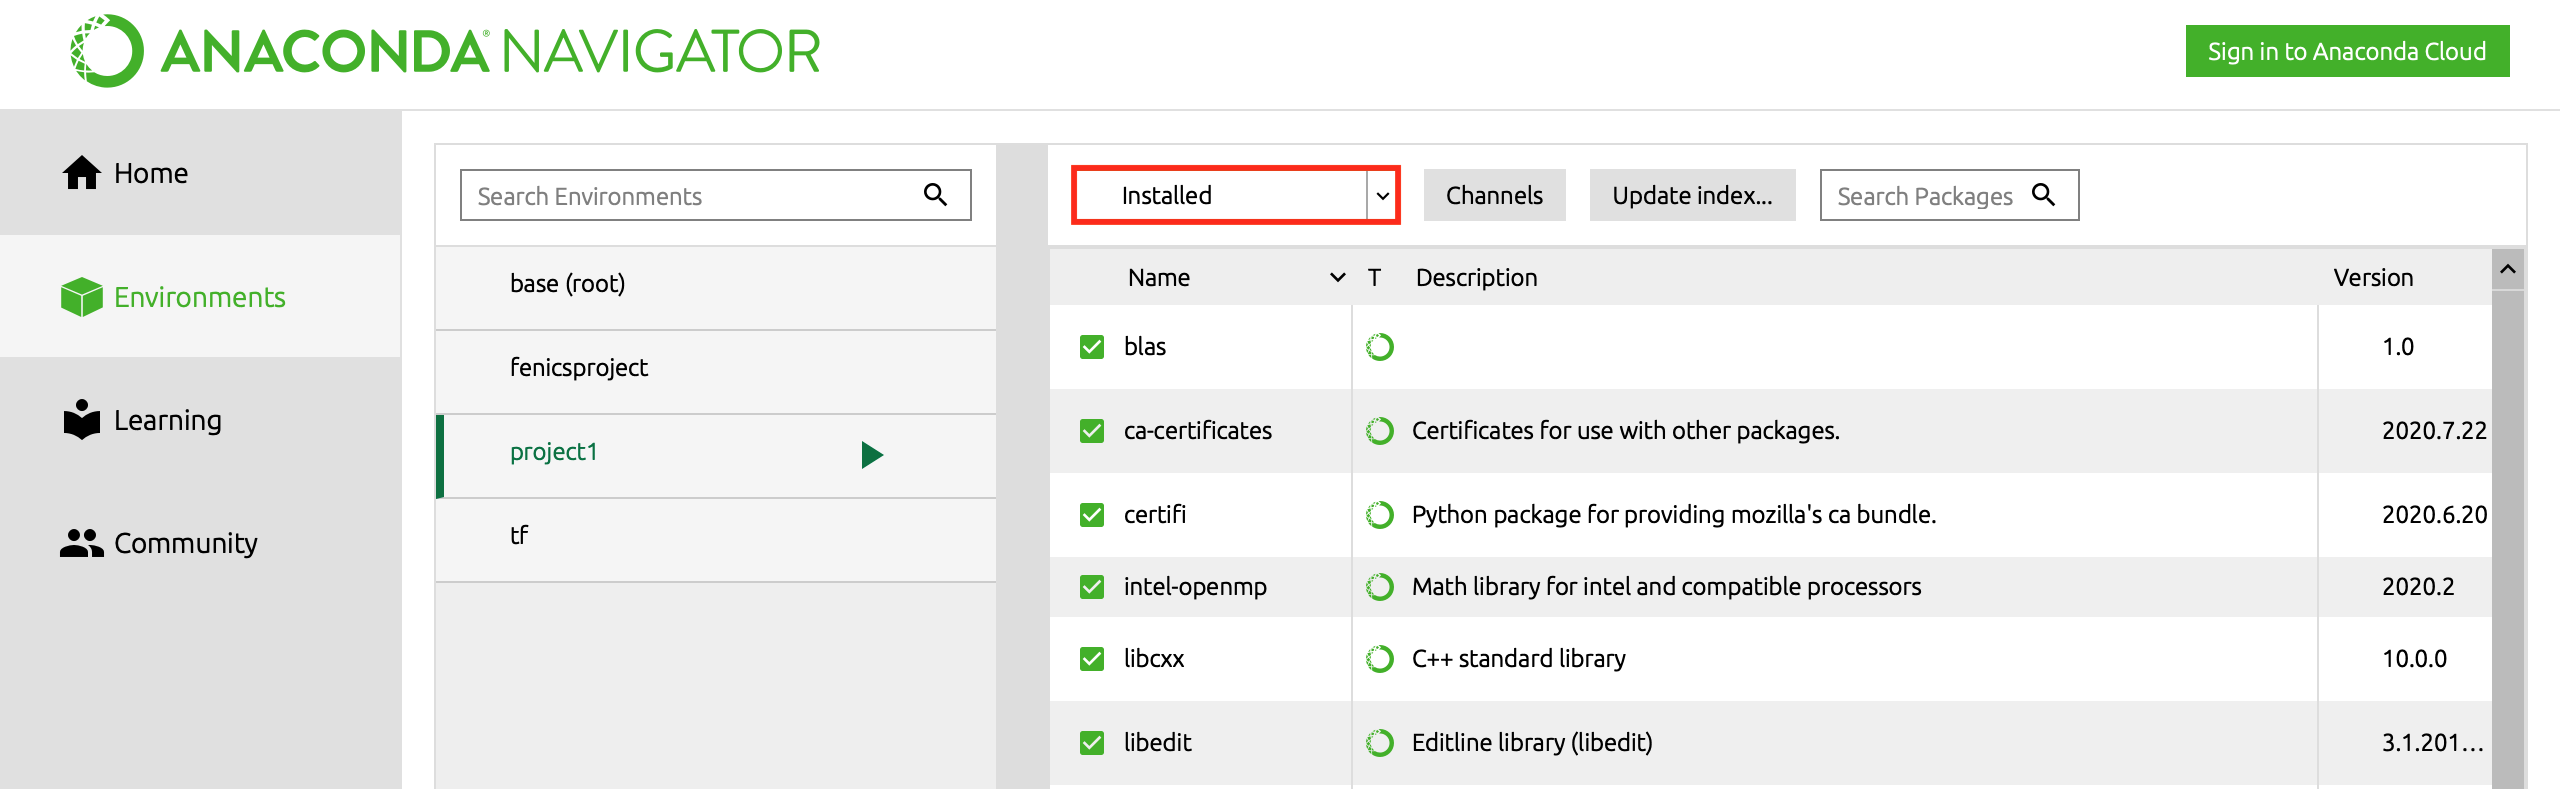 ANACONDA® NAVIGATOR
Sign in to Anaconda Cloud
Home
Environments
Learning
Community
Search Environments
base (root)
fenicsproject
project1
tf
Installed Channels Update index... Search Packages
Name T Description Version
blas 1.0
ca-certificates Certificates for use with other packages. 2020.7.22
certifi Python package for providing mozilla's ca bundle. 2020.6.20
intel-openmp Math library for intel and compatible processors 2020.2
libcxx C++ standard library 10.0.0
libedit Editline library (libedit) 3.1.201...